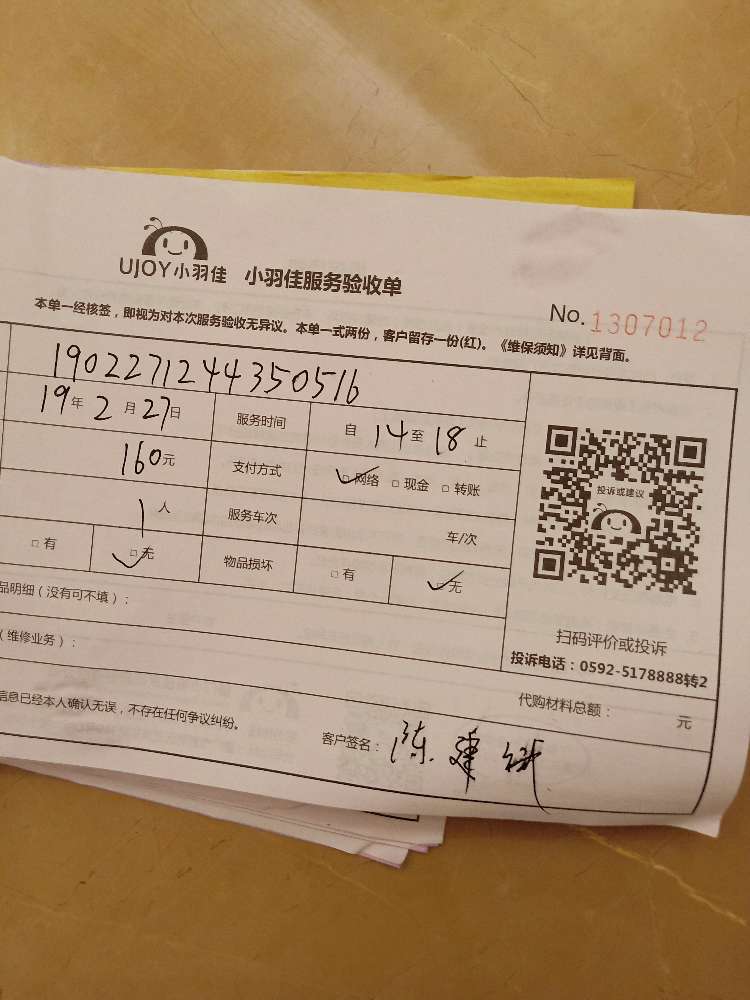 UJOY小羽佳 小羽佳服务验收单
No. 1307012
本单一经核签，即视为对本次服务验收无异议。本单一式两份，客户留存一份(红)。《维保须知》详见背面。
1902271244350516
19年 2月 27日 服务时间 自 14 至 18 止
160元 支付方式 □网络 □现金 □转账
1人 服务车次 车/次
□有 □无 物品损坏 □有 □无
投诉或建议
扫码评价或投诉
投诉电话：0592-5178888转2
品明细（没有可不填）：
（维修业务）：
代购材料总额： 元
信息已经本人确认无误，不存在任何争议纠纷。
客户签名：陈建